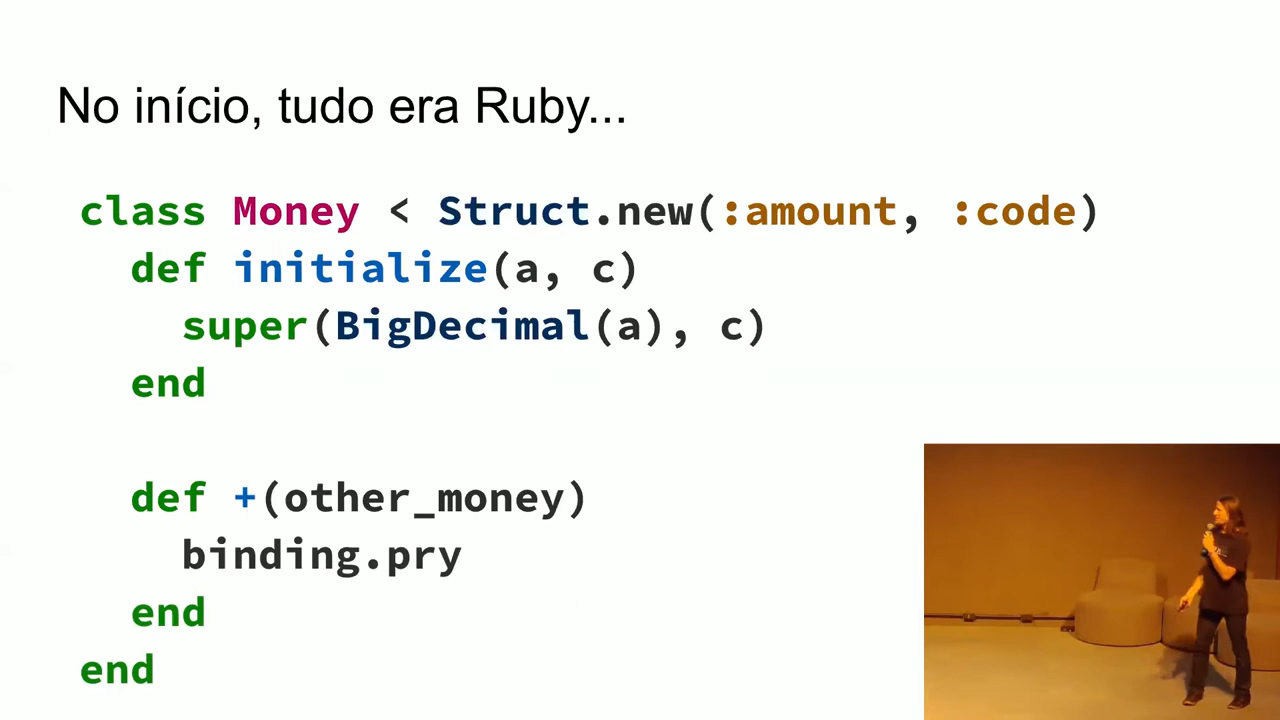 No início, tudo era Ruby...
class Money < Struct.new(:amount, :code)
  def initialize(a, c)
    super(BigDecimal(a), c)
  end
  def +(other_money)
    binding.pry
  end
end